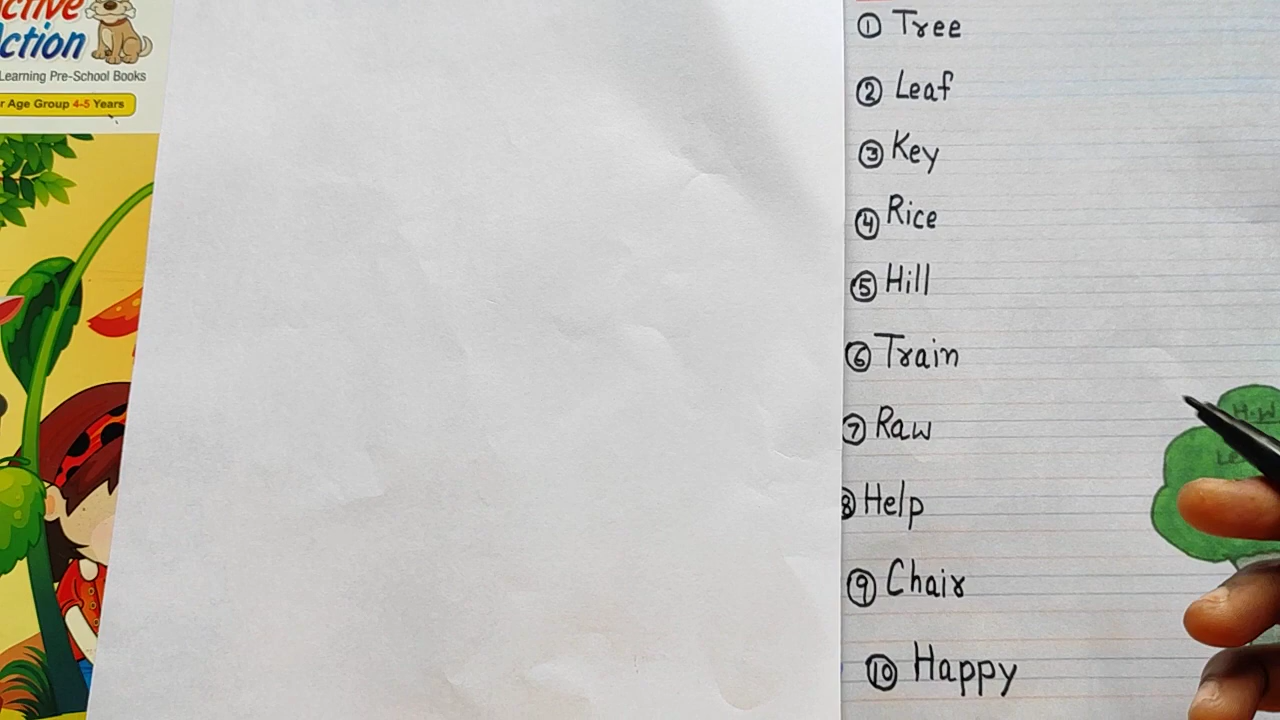 ctive
ction
Learning Pre-School Books
r Age Group 4-5 Years
① Tree
② Leaf
③ Key
④ Rice
⑤ Hill
⑥ Train
⑦ Raw
⑧ Help
⑨ Chair
⑩ Happy
H.W